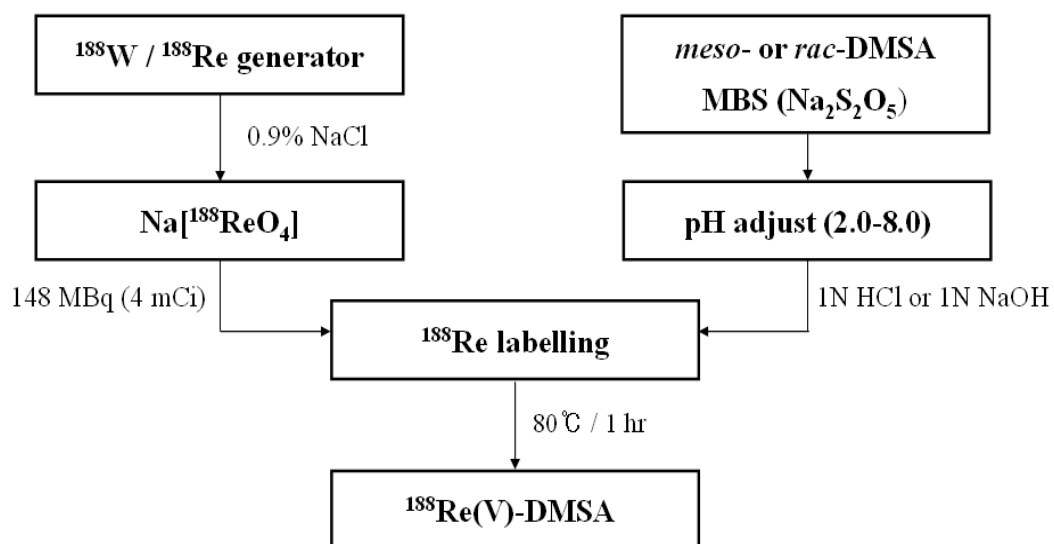 ¹⁸⁸W / ¹⁸⁸Re generator
0.9% NaCl
Na[¹⁸⁸ReO₄]
148 MBq (4 mCi)
meso- or rac-DMSA
MBS (Na₂S₂O₅)
pH adjust (2.0-8.0)
1N HCl or 1N NaOH
¹⁸⁸Re labelling
80℃ / 1 hr
¹⁸⁸Re(V)-DMSA